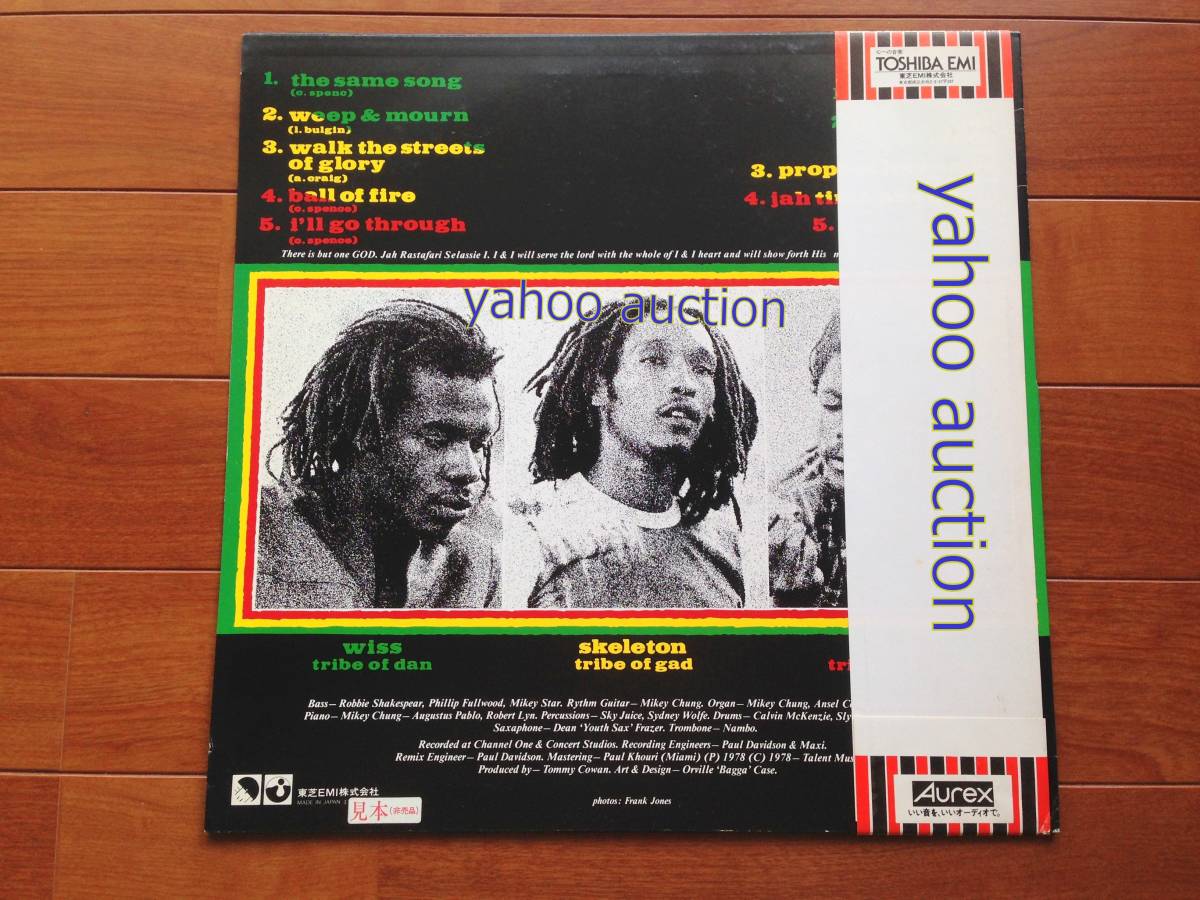 1. the same song
(c. spenc)
2. weep & mourn
(l. bulgin)
3. walk the streets
of glory
(a. craig)
4. ball of fire
(c. spence)
5. i'll go through
(c. spence)
3. prop
4. jah
5.
There is but one GOD. Jah Rastafari Selassie I. I & I will serve the lord with the whole of I & I heart and will show forth His
TOSHIBA EMI
東芝EMI株式会社
yahoo auction
yahoo auction
wiss
tribe of dan
skeleton
tribe of gad
Bass— Robbie Shakespear, Phillip Fullwood, Mikey Star. Rythm Guitar— Mikey Chung. Organ— Mikey Chung, Ansel
Piano— Mikey Chung— Augustus Pablo, Robert Lyn. Percussions— Sky Juice, Sydney Wolfe. Drums— Calvin McKenzie, Sly
Saxaphone— Dean 'Youth Sax' Frazer. Trombone— Nambo.
Recorded at Channel One & Concert Studios. Recording Engineers— Paul Davidson & Maxi.
Remix Engineer— Paul Davidson. Mastering— Paul Khouri (Miami) (P) 1978 (C) 1978— Talent Mus
Produced by— Tommy Cowan. Art & Design— Orville 'Bagga' Case.
photos: Frank Jones
東芝EMI株式会社
MADE IN JAPAN
見本(非売品)
Aurex
いい音を、いいオーディオで。